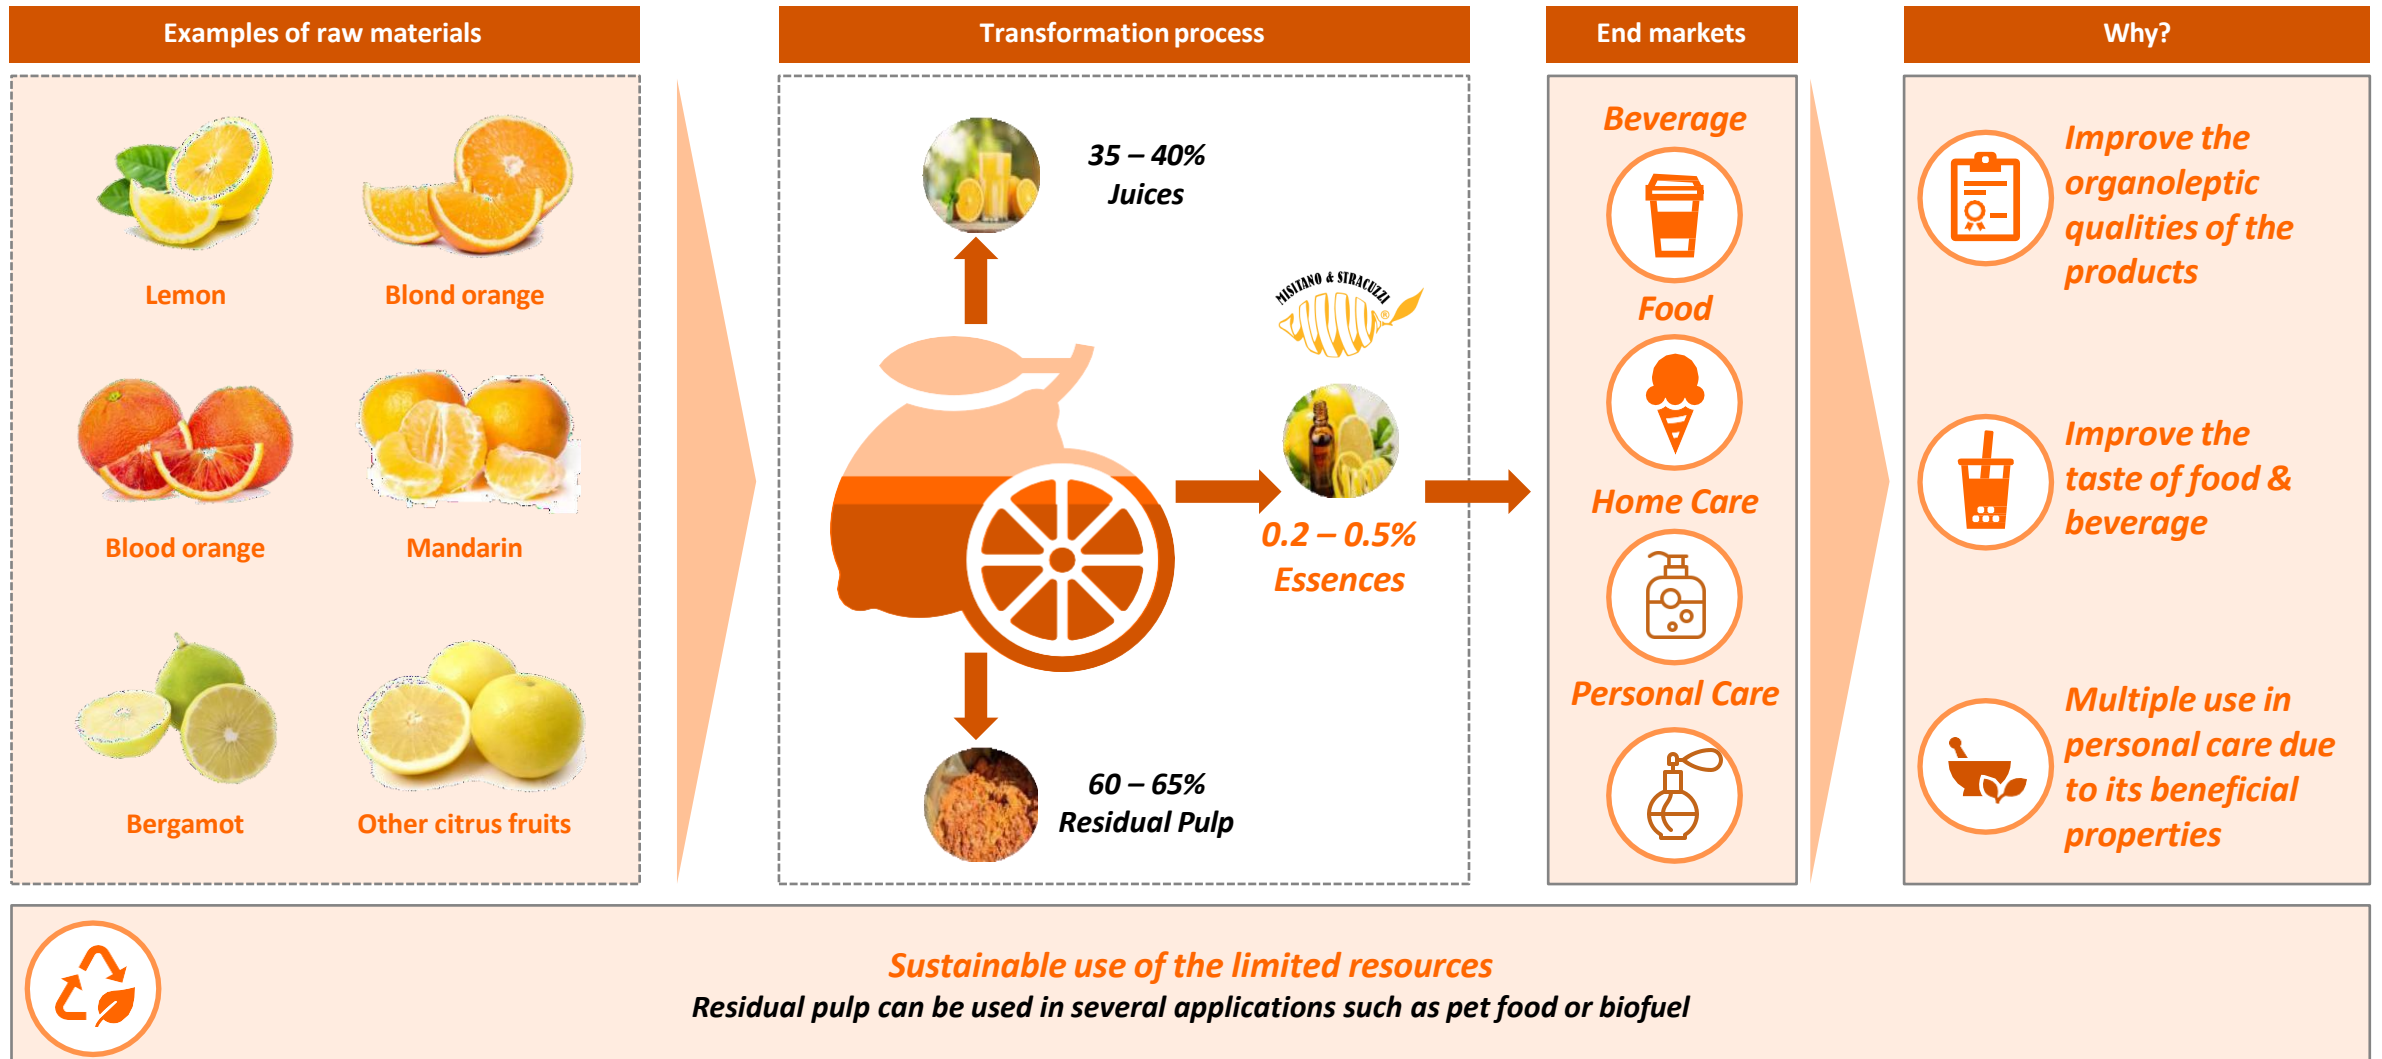 Examples of raw materials
Transformation process
End markets
Why?
Lemon
Blond orange
Blood orange
Mandarin
Bergamot
Other citrus fruits
35 – 40%
Juices
MISITANO & STRACUZZI
®
0.2 – 0.5%
Essences
60 – 65%
Residual Pulp
Beverage
Food
Home Care
Personal Care
Improve the
organoleptic
qualities of the
products
Improve the
taste of food &
beverage
Multiple use in
personal care due
to its beneficial
properties
Sustainable use of the limited resources
Residual pulp can be used in several applications such as pet food or biofuel